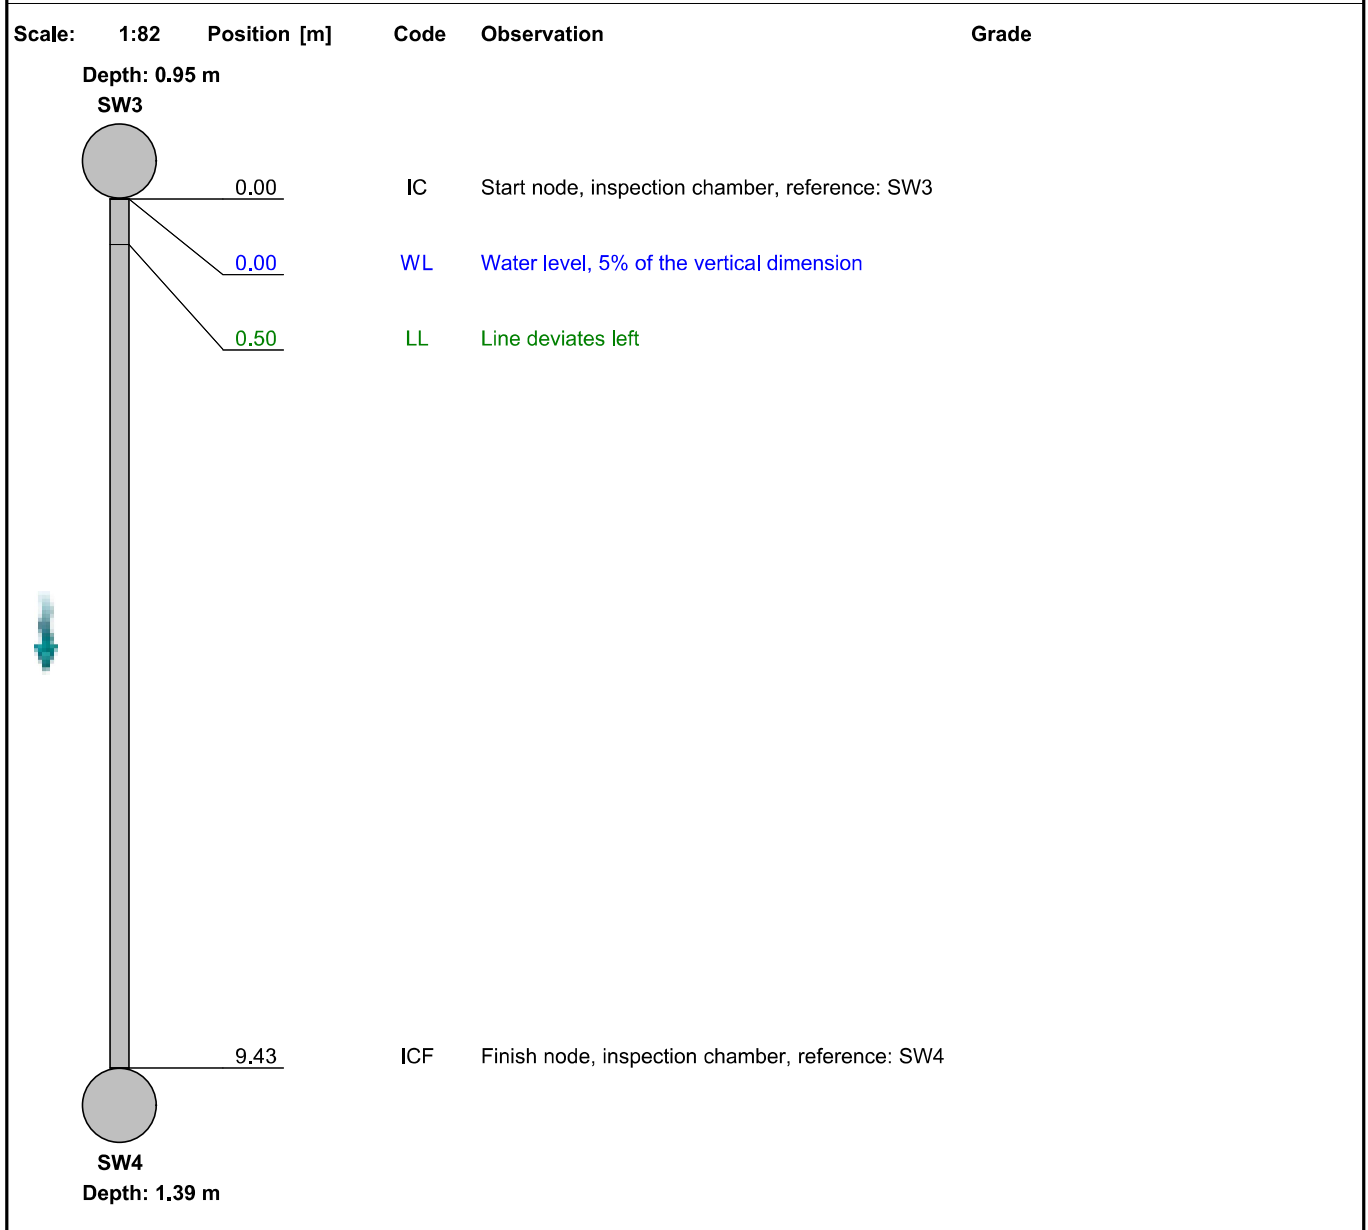 Scale: 1:82 Position [m] Code Observation Grade
Depth: 0.95 m
SW3
0.00 IC Start node, inspection chamber, reference: SW3
0.00 WL Water level, 5% of the vertical dimension
0.50 LL Line deviates left
9.43 ICF Finish node, inspection chamber, reference: SW4
SW4
Depth: 1.39 m